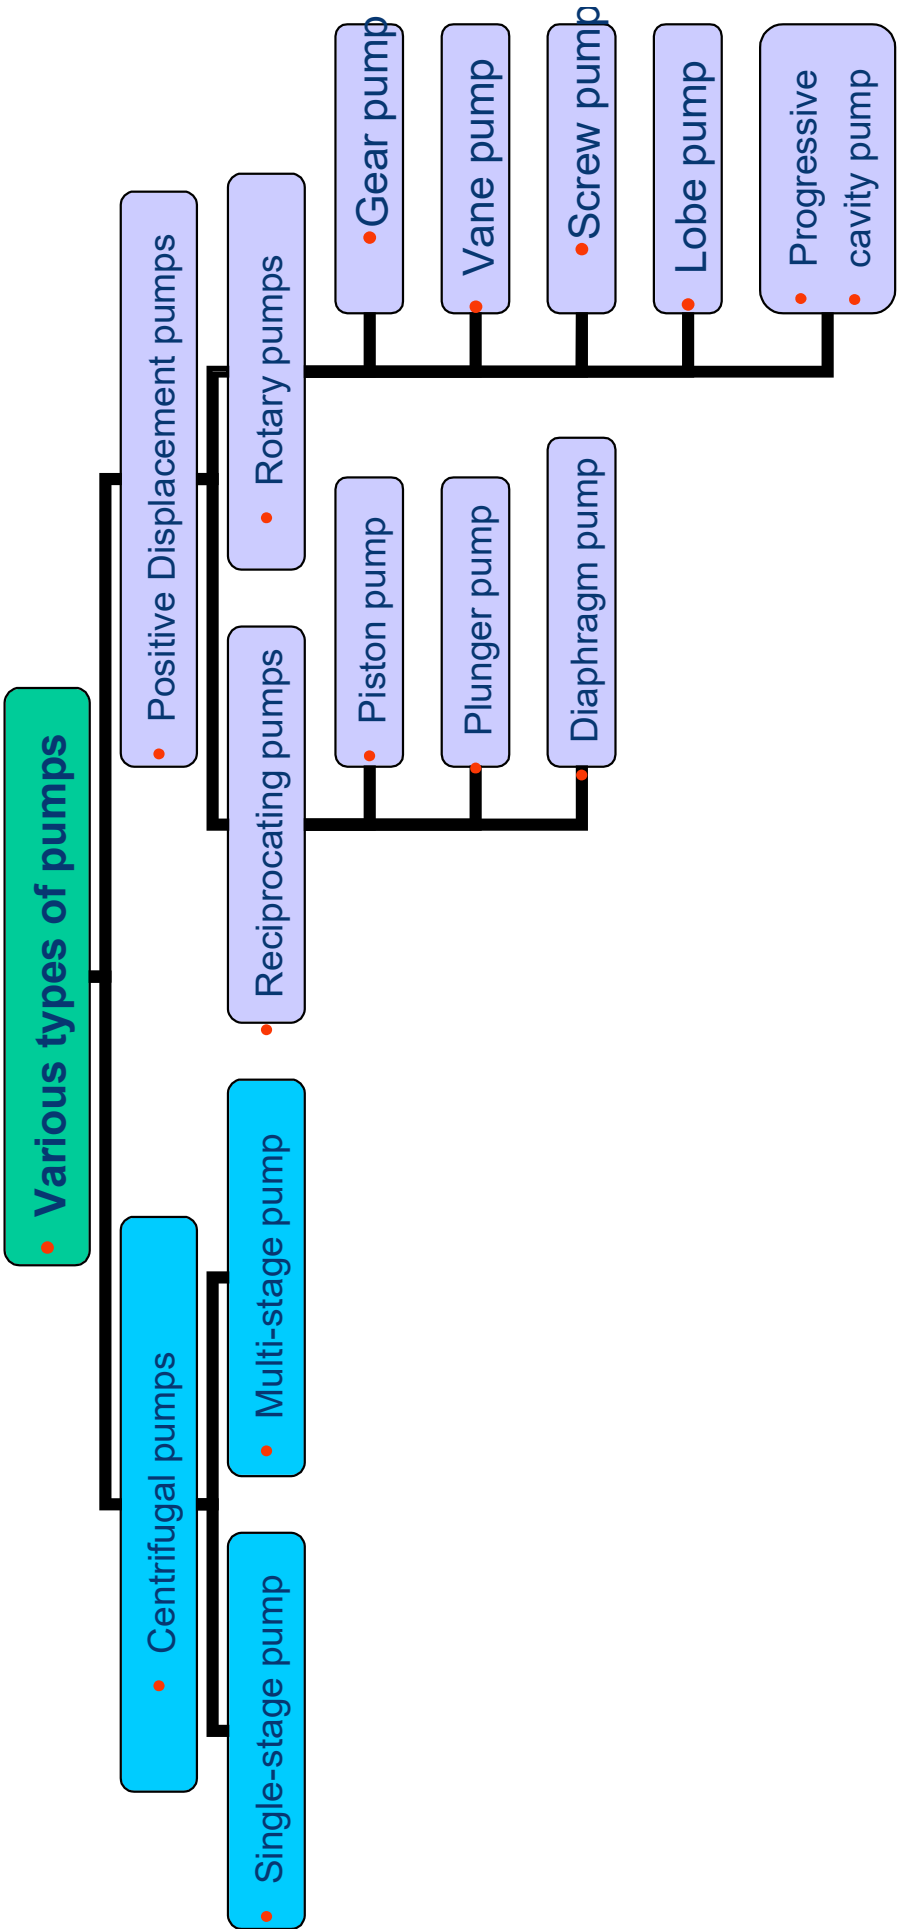 • Various types of pumps
• Centrifugal pumps
• Positive Displacement pumps
• Single-stage pump
• Multi-stage pump
• Reciprocating pumps
• Rotary pumps
• Piston pump
• Gear pump
• Plunger pump
• Vane pump
• Diaphragm pump
• Screw pump
• Lobe pump
• Progressive
• cavity pump